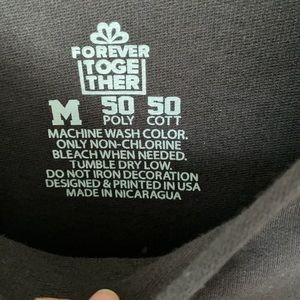 FOREVER
TOGE
THER
M 50 50
POLY COTT
MACHINE WASH COLOR.
ONLY NON-CHLORINE
BLEACH WHEN NEEDED.
TUMBLE DRY LOW.
DO NOT IRON DECORATION
DESIGNED & PRINTED IN USA
MADE IN NICARAGUA